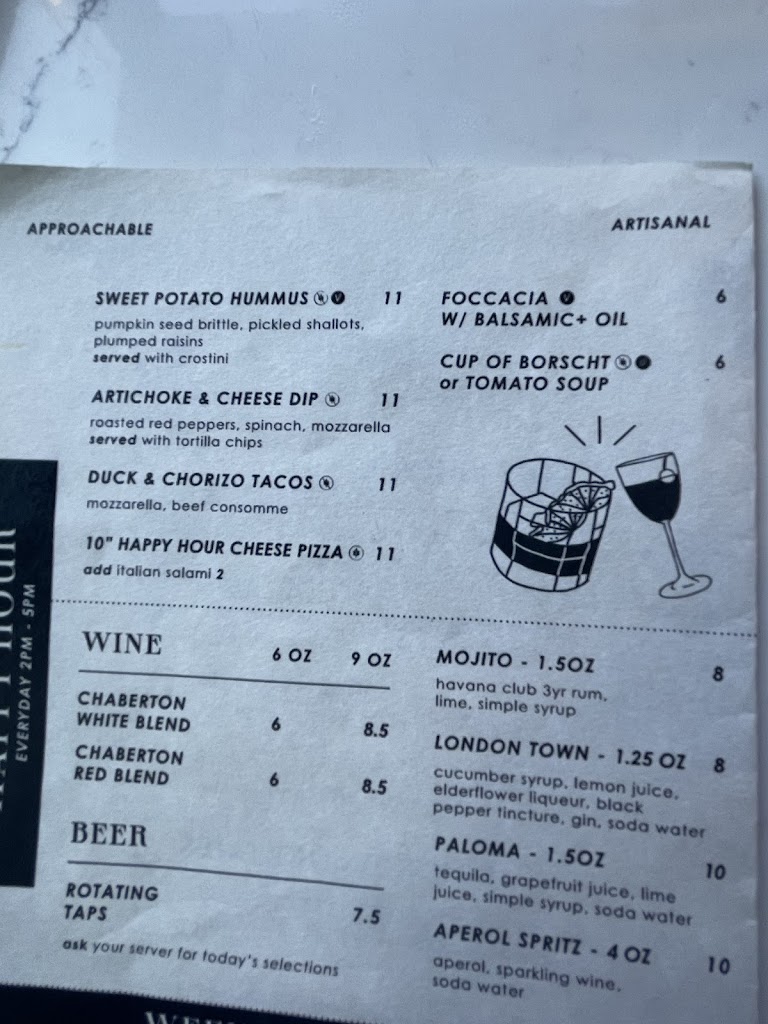 APPROACHABLE
ARTISANAL
SWEET POTATO HUMMUS V 11
pumpkin seed brittle, pickled shallots,
plumped raisins
served with crostini
ARTICHOKE & CHEESE DIP 11
roasted red peppers, spinach, mozzarella
served with tortilla chips
DUCK & CHORIZO TACOS 11
mozzarella, beef consomme
10" HAPPY HOUR CHEESE PIZZA 11
add italian salami 2
FOCCACIA V 6
W/ BALSAMIC+ OIL
CUP OF BORSCHT 6
or TOMATO SOUP
EVERYDAY 2PM - 5PM
WINE 6 OZ 9 OZ
CHABERTON
WHITE BLEND 6 8.5
CHABERTON
RED BLEND 6 8.5
BEER
ROTATING
TAPS 7.5
ask your server for today's selections
MOJITO - 1.5OZ 8
havana club 3yr rum,
lime, simple syrup
LONDON TOWN - 1.25 OZ 8
cucumber syrup, lemon juice,
elderflower liqueur, black
pepper tincture, gin, soda water
PALOMA - 1.5OZ 10
tequila, grapefruit juice, lime
juice, simple syrup, soda water
APEROL SPRITZ - 4 OZ 10
aperol, sparkling wine,
soda water